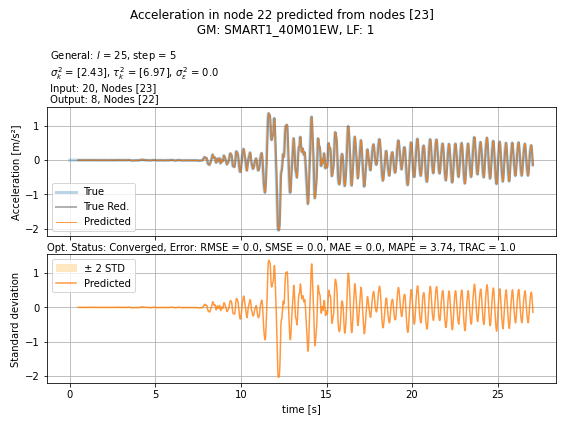 Acceleration in node 22 predicted from nodes [23]
GM: SMART1_40M01EW, LF: 1
General: l = 25, step = 5
σ²ₖ = [2.43], τ²ₖ = [6.97], σ²ε = 0.0
Input: 20, Nodes [23]
Output: 8, Nodes [22]
Acceleration [m/s²]
1
0
−1
−2
True
True Red.
Predicted
Opt. Status: Converged, Error: RMSE = 0.0, SMSE = 0.0, MAE = 0.0, MAPE = 3.74, TRAC = 1.0
Standard deviation
1
0
−1
−2
± 2 STD
Predicted
0 5 10 15 20 25
time [s]